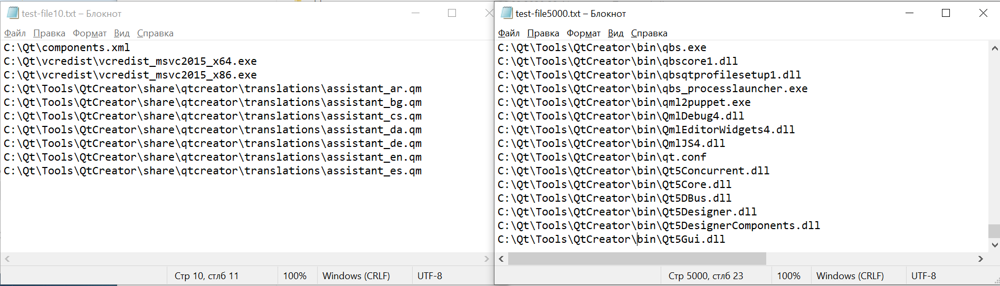 test-file10.txt – Блокнот
Файл Правка Формат Вид Справка
C:\Qt\components.xml
C:\Qt\vcredist\vcredist_msvc2015_x64.exe
C:\Qt\vcredist\vcredist_msvc2015_x86.exe
C:\Qt\Tools\QtCreator\share\qtcreator\translations\assistant_ar.qm
C:\Qt\Tools\QtCreator\share\qtcreator\translations\assistant_bg.qm
C:\Qt\Tools\QtCreator\share\qtcreator\translations\assistant_cs.qm
C:\Qt\Tools\QtCreator\share\qtcreator\translations\assistant_da.qm
C:\Qt\Tools\QtCreator\share\qtcreator\translations\assistant_de.qm
C:\Qt\Tools\QtCreator\share\qtcreator\translations\assistant_en.qm
C:\Qt\Tools\QtCreator\share\qtcreator\translations\assistant_es.qm
Стр 10, стлб 11 100% Windows (CRLF) UTF-8
test-file5000.txt – Блокнот
Файл Правка Формат Вид Справка
C:\Qt\Tools\QtCreator\bin\qbs.exe
C:\Qt\Tools\QtCreator\bin\qbscore1.dll
C:\Qt\Tools\QtCreator\bin\qbsqtprofilesetup1.dll
C:\Qt\Tools\QtCreator\bin\qbs_processlauncher.exe
C:\Qt\Tools\QtCreator\bin\qml2puppet.exe
C:\Qt\Tools\QtCreator\bin\QmlDebug4.dll
C:\Qt\Tools\QtCreator\bin\QmlEditorWidgets4.dll
C:\Qt\Tools\QtCreator\bin\QmlJS4.dll
C:\Qt\Tools\QtCreator\bin\qt.conf
C:\Qt\Tools\QtCreator\bin\Qt5Concurrent.dll
C:\Qt\Tools\QtCreator\bin\Qt5Core.dll
C:\Qt\Tools\QtCreator\bin\Qt5DBus.dll
C:\Qt\Tools\QtCreator\bin\Qt5Designer.dll
C:\Qt\Tools\QtCreator\bin\Qt5DesignerComponents.dll
C:\Qt\Tools\QtCreator\bin\Qt5Gui.dll
Стр 5000, стлб 23 100% Windows (CRLF) UTF-8